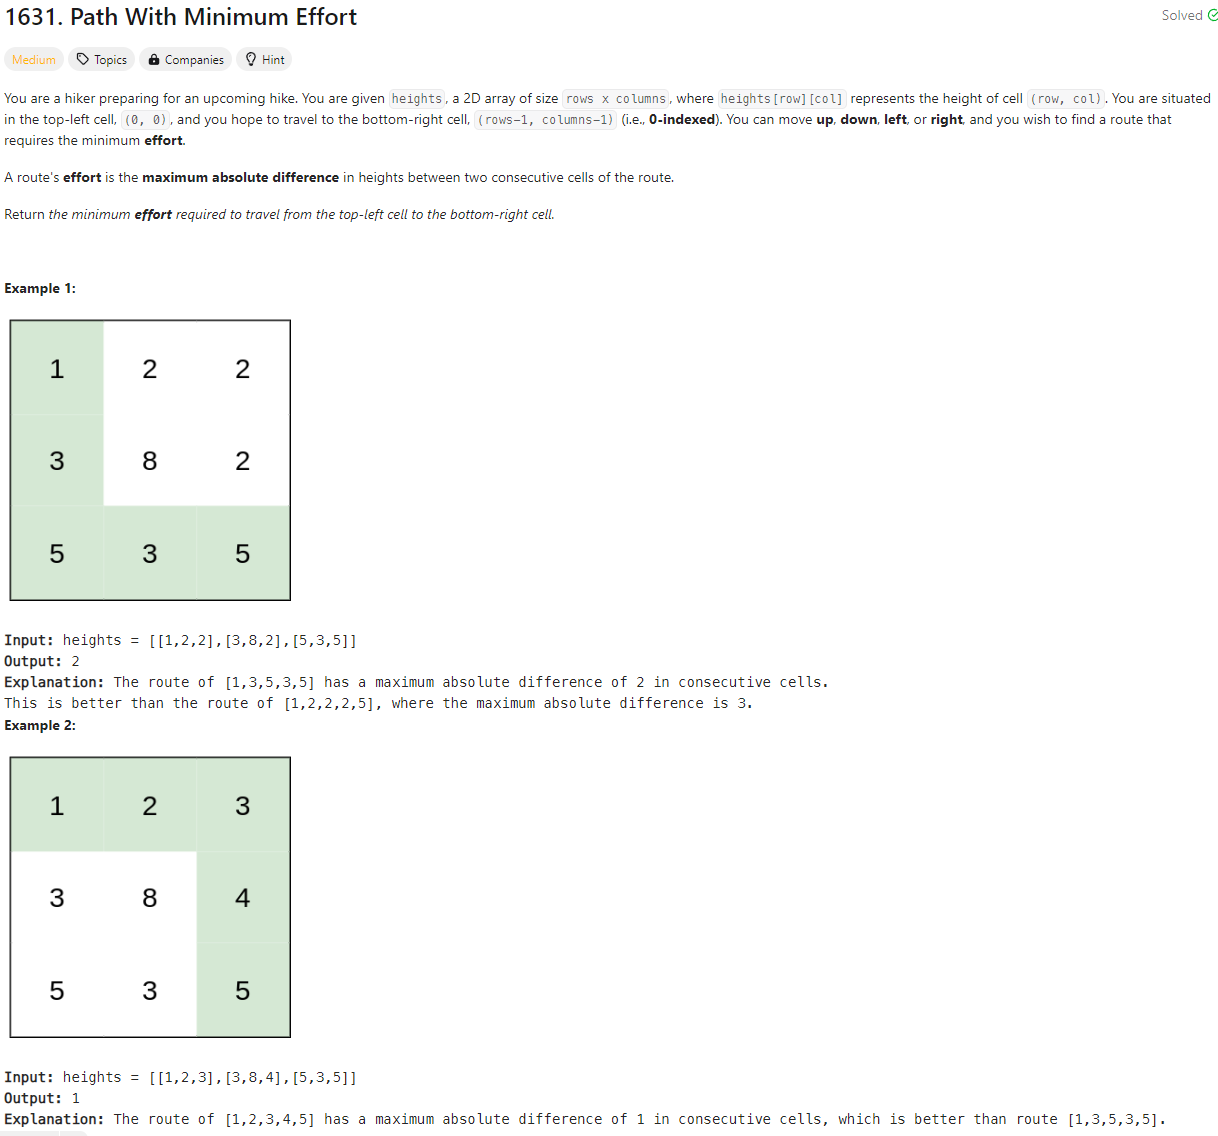 1631. Path With Minimum Effort
Solved
Medium Topics Companies Hint
You are a hiker preparing for an upcoming hike. You are given heights, a 2D array of size rows x columns, where heights[row][col] represents the height of cell (row, col). You are situated
in the top-left cell, (0, 0), and you hope to travel to the bottom-right cell, (rows-1, columns-1) (i.e., 0-indexed). You can move up, down, left, or right, and you wish to find a route that
requires the minimum effort.
A route's effort is the maximum absolute difference in heights between two consecutive cells of the route.
Return the minimum effort required to travel from the top-left cell to the bottom-right cell.
Example 1:
1 2 2
3 8 2
5 3 5
Input: heights = [[1,2,2],[3,8,2],[5,3,5]]
Output: 2
Explanation: The route of [1,3,5,3,5] has a maximum absolute difference of 2 in consecutive cells.
This is better than the route of [1,2,2,2,5], where the maximum absolute difference is 3.
Example 2:
1 2 3
3 8 4
5 3 5
Input: heights = [[1,2,3],[3,8,4],[5,3,5]]
Output: 1
Explanation: The route of [1,2,3,4,5] has a maximum absolute difference of 1 in consecutive cells, which is better than route [1,3,5,3,5].